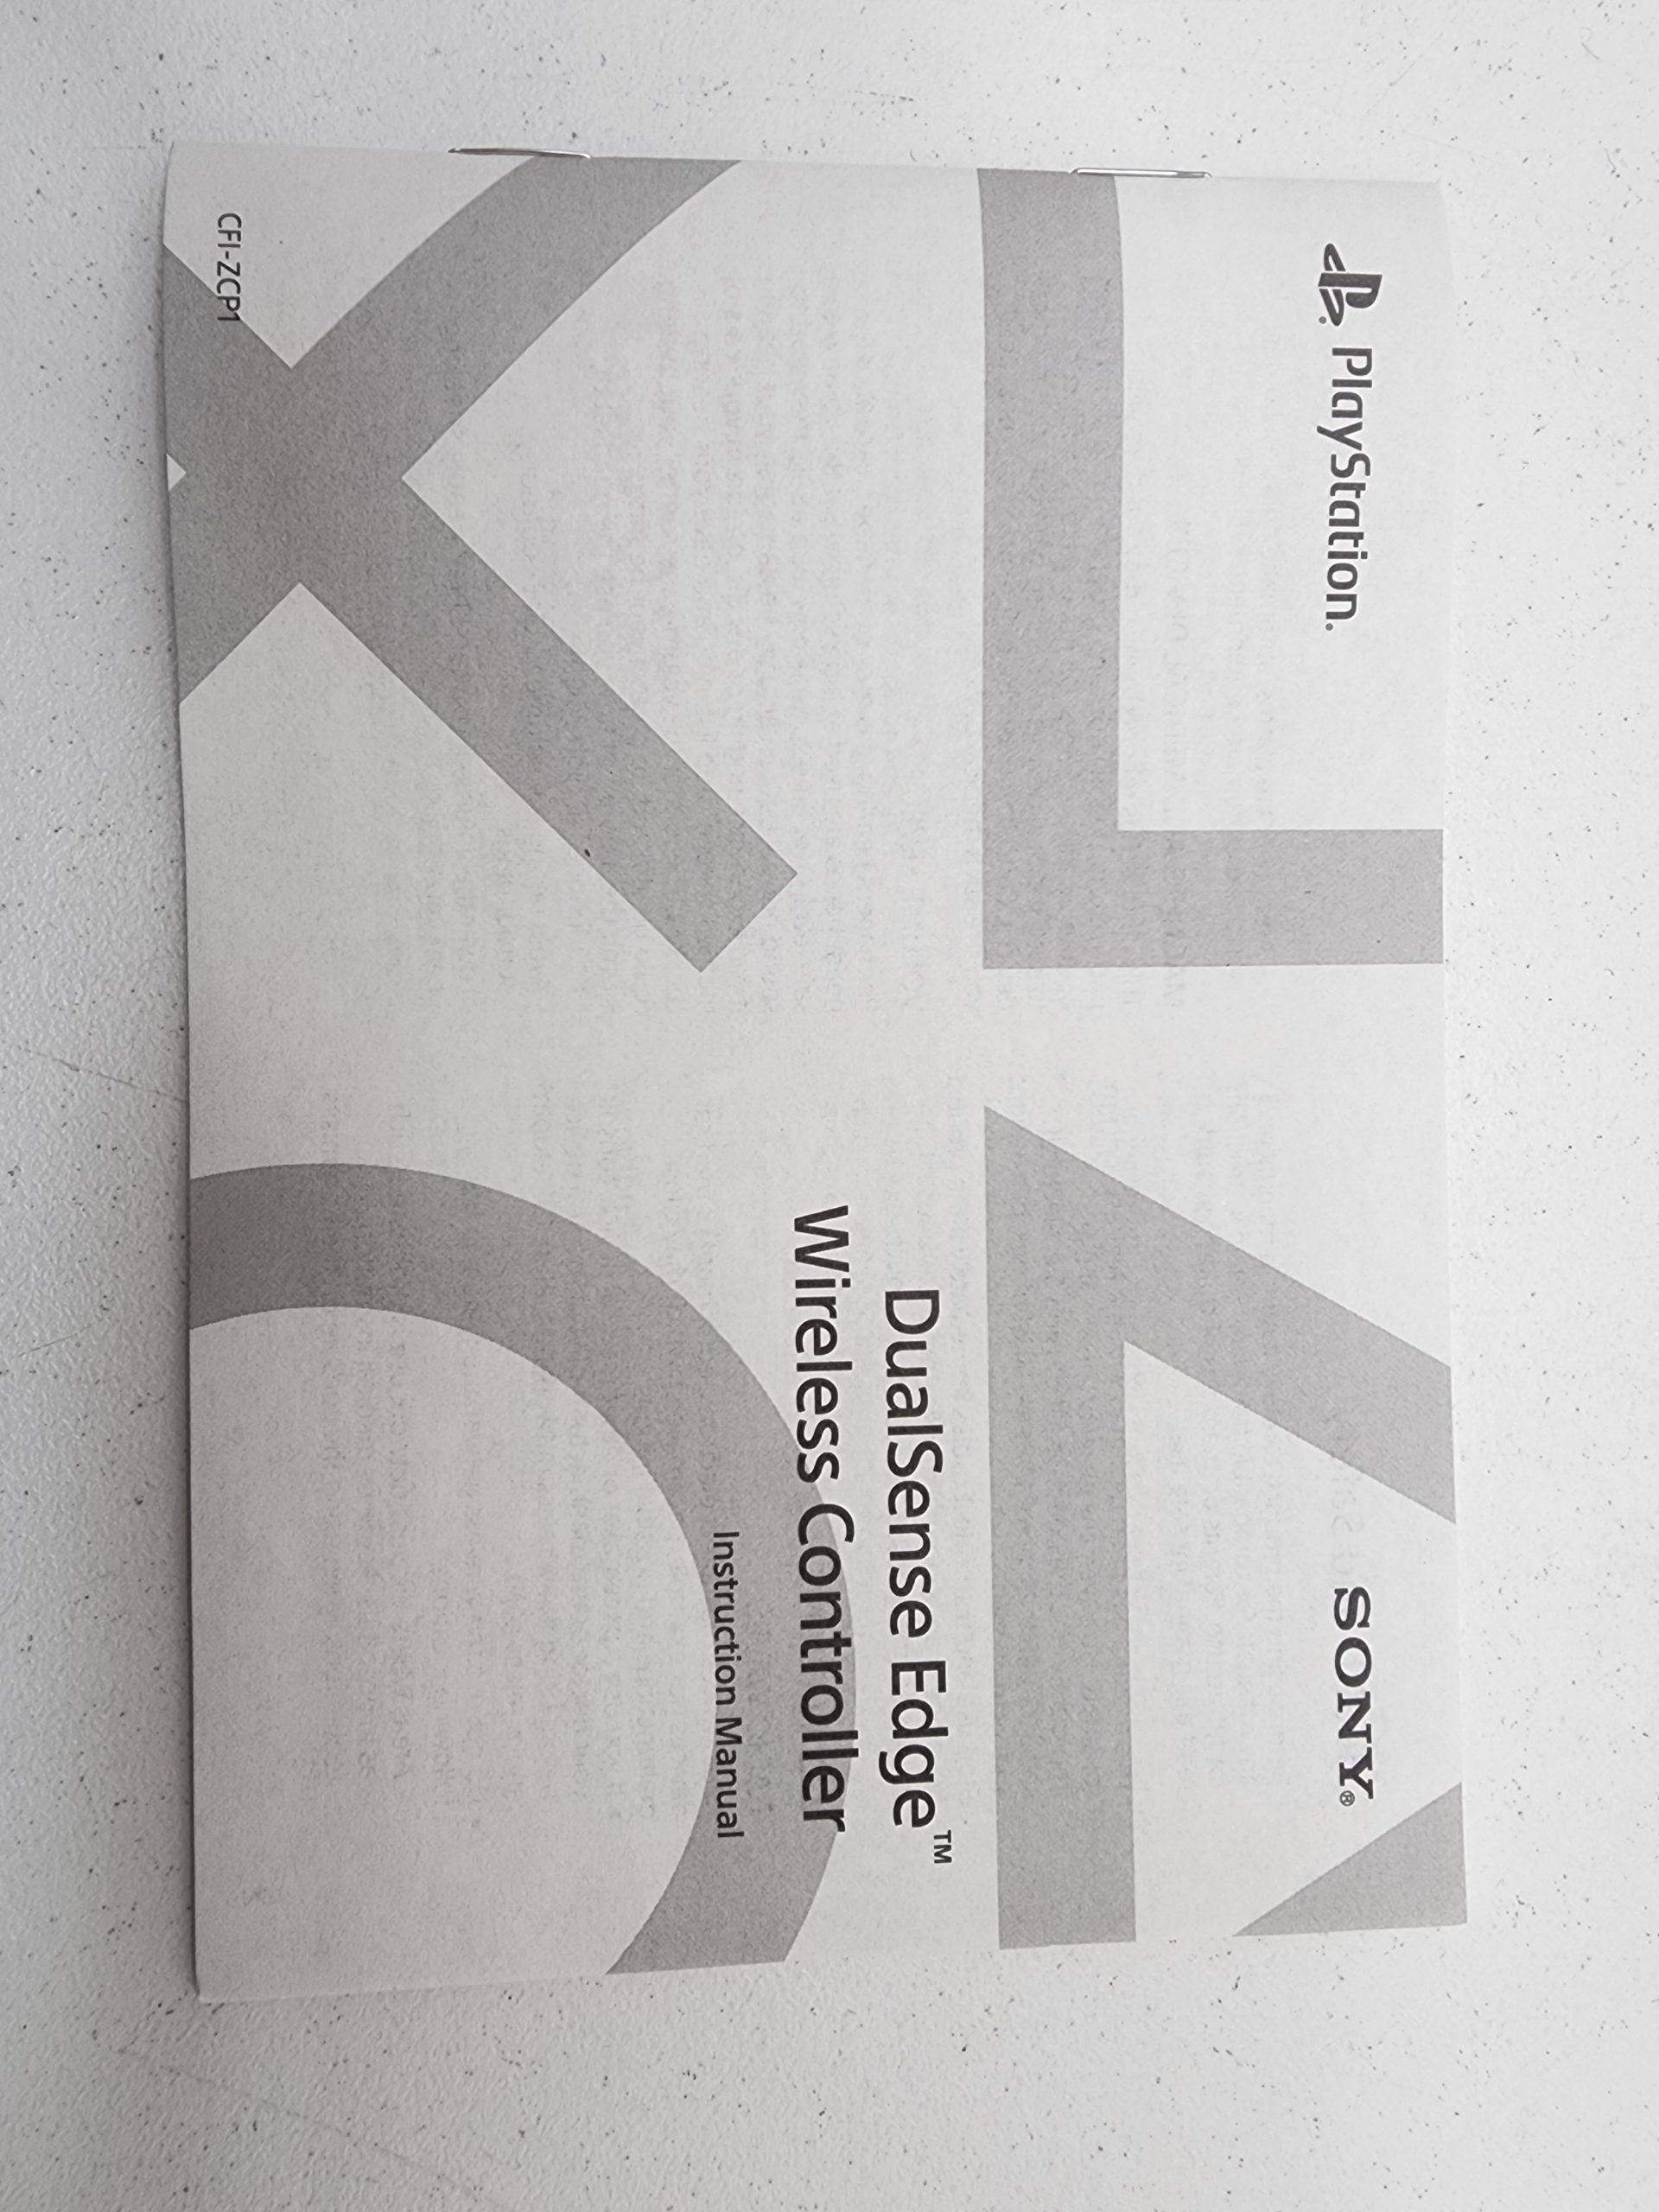 PlayStation®
SONY®
DualSense Edge™
Wireless Controller
Instruction Manual
CFI-ZCP1